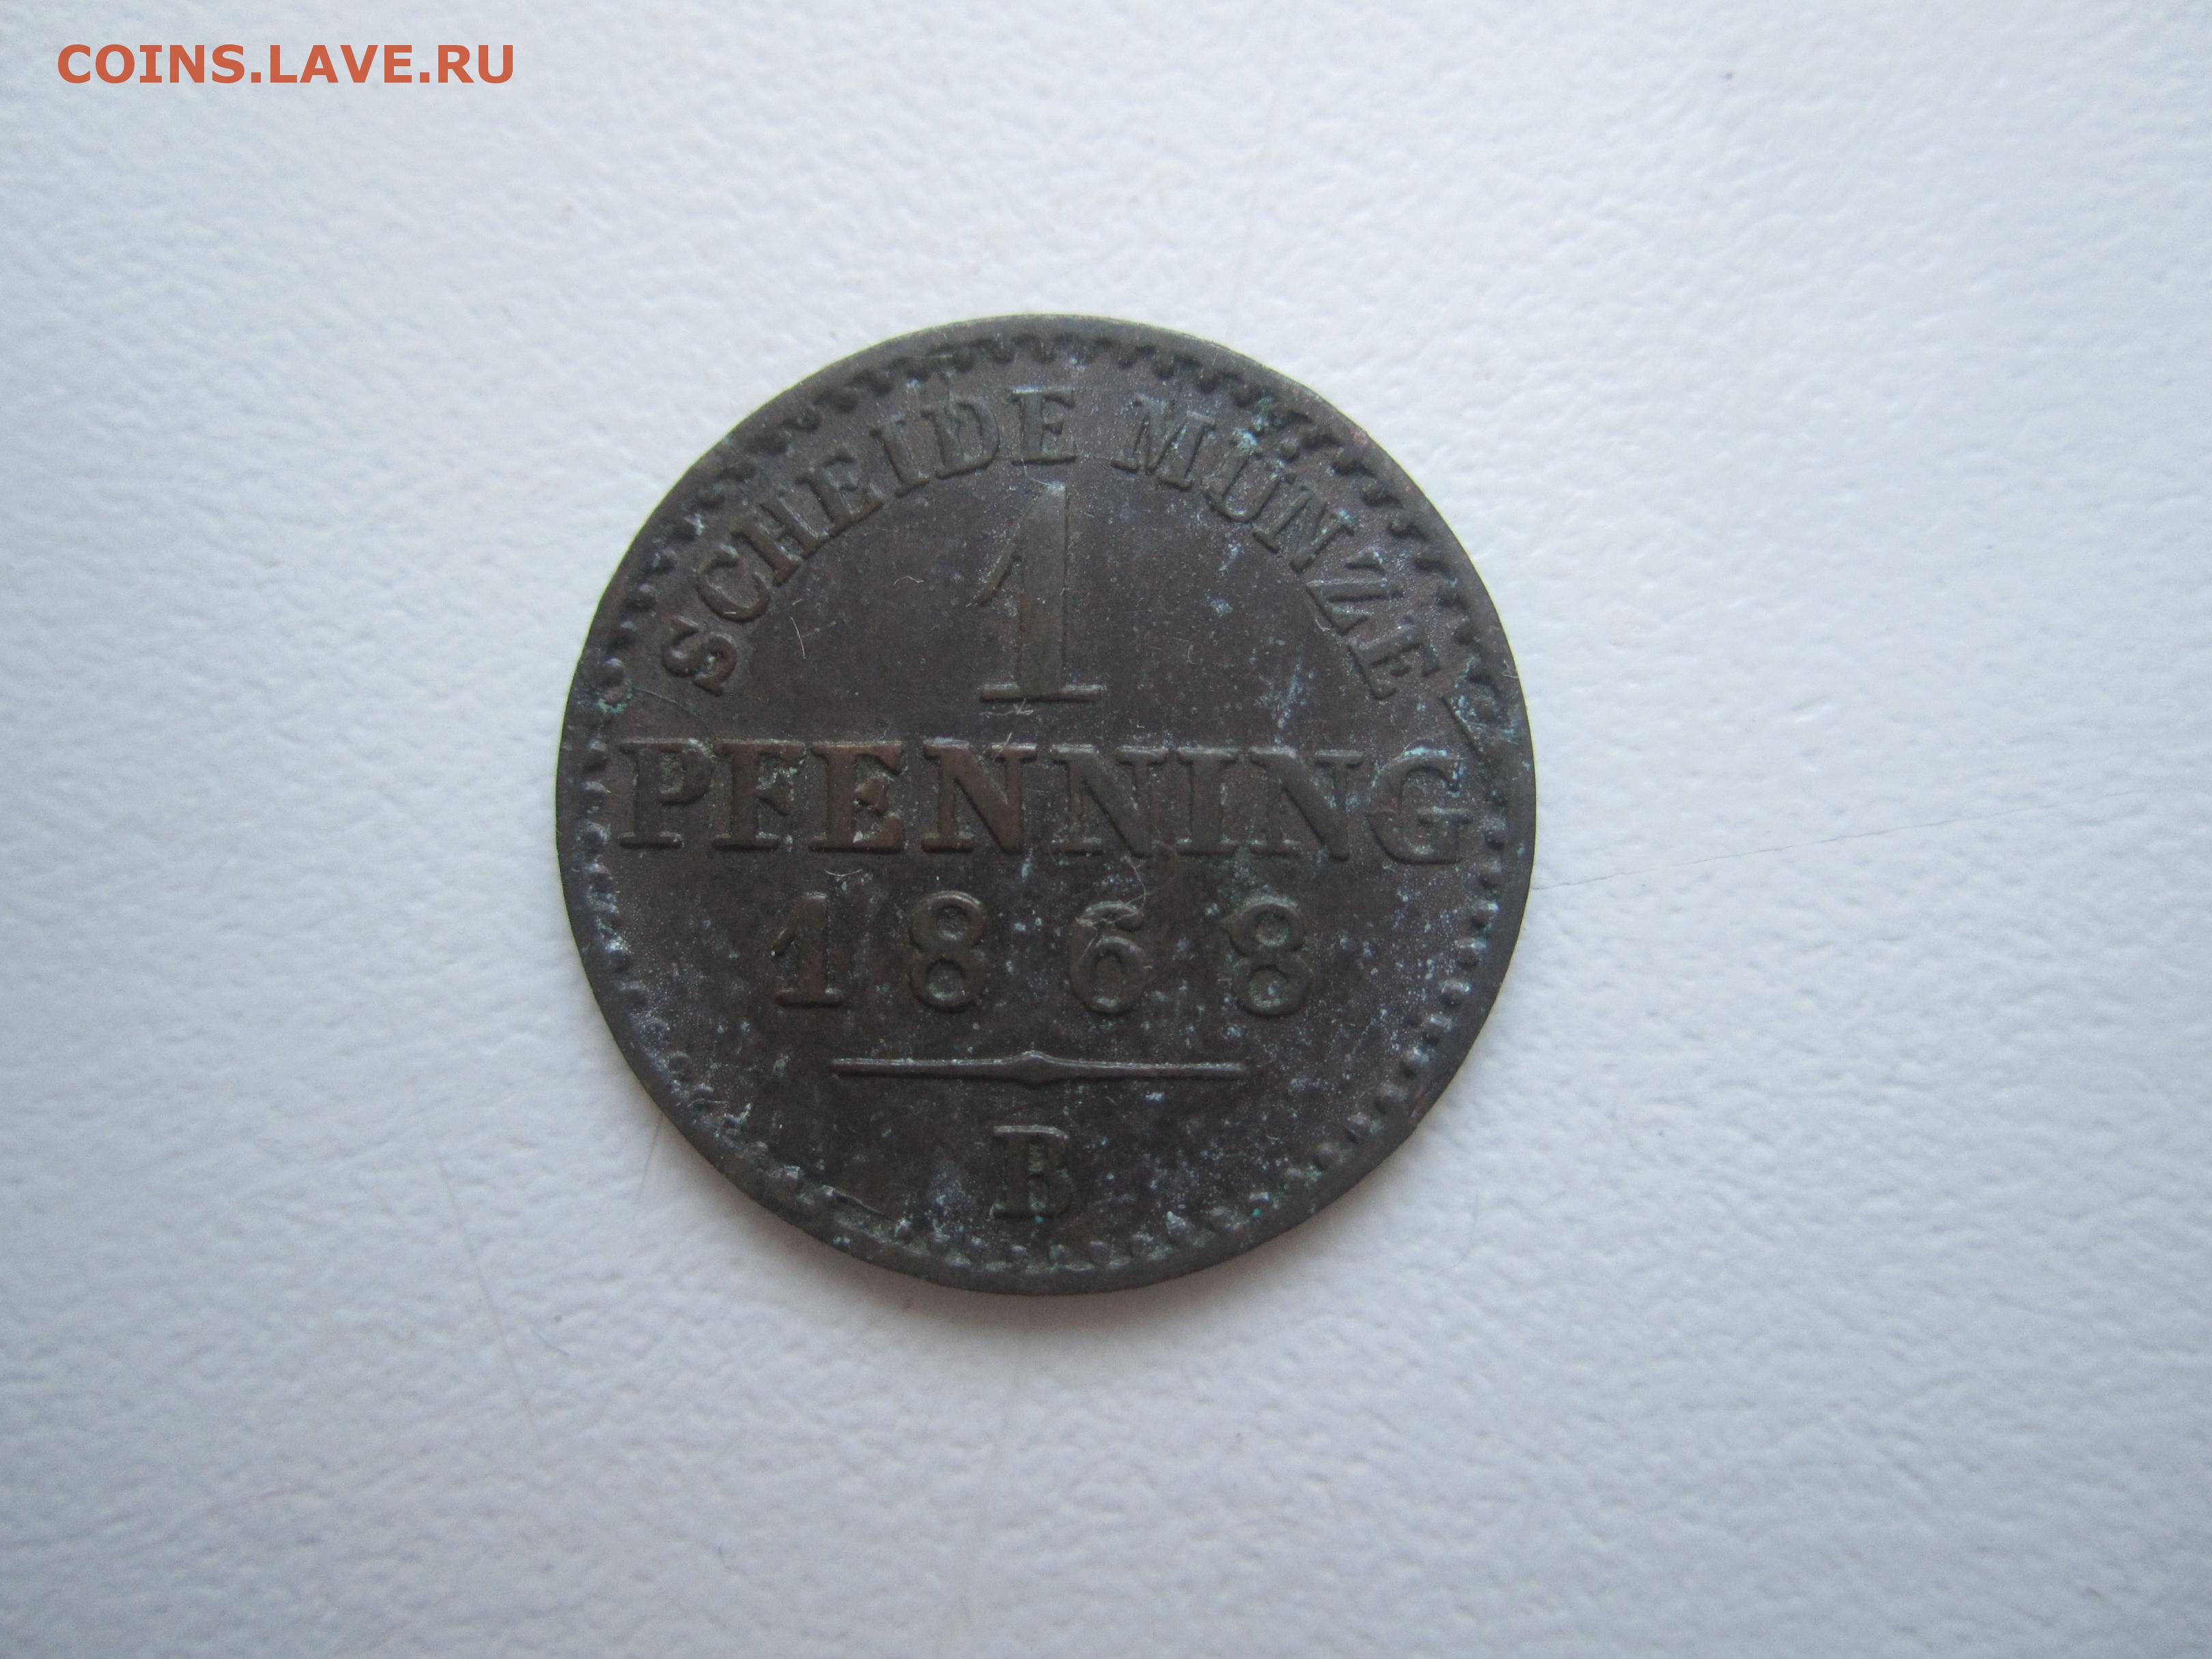 COINS.LAVE.RU
SCHEIDE MÜNZE
1
PFENNING
1868
B